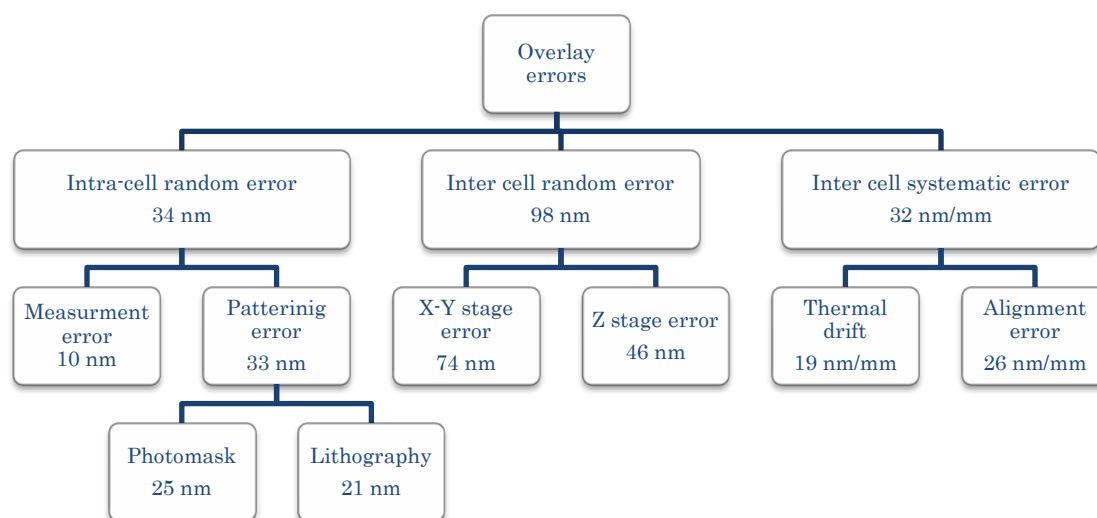 Overlay
errors
Intra-cell random error
34 nm
Inter cell random error
98 nm
Inter cell systematic error
32 nm/mm
Measurment
error
10 nm
Patterinig
error
33 nm
X-Y stage
error
74 nm
Z stage error
46 nm
Thermal
drift
19 nm/mm
Alignment
error
26 nm/mm
Photomask
25 nm
Lithography
21 nm